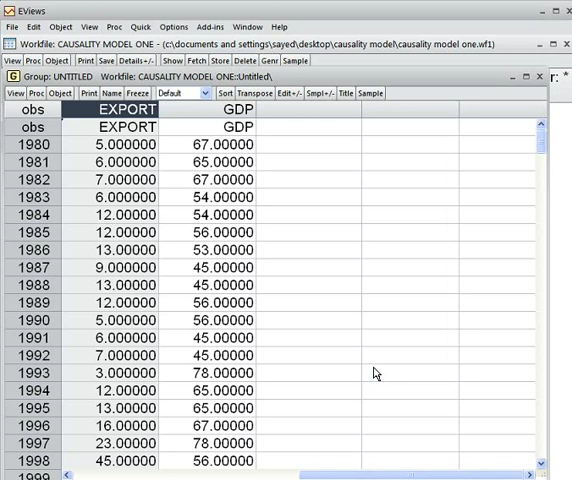 EViews
File Edit Object View Proc Quick Options Add-ins Window Help
Workfile: CAUSALITY MODEL ONE - (c:\documents and settings\sayed\desktop\causality model\causality model one.wf1)
View Proc Object Print Save Details+/- Show Fetch Store Delete Genr Sample
G Group: UNTITLED Workfile: CAUSALITY MODEL ONE::Untitled\
r: *
View Proc Object Print Name Freeze Default Sort Transpose Edit+/- Smpl+/- Title Sample
obs EXPORT GDP
obs EXPORT GDP
1980 5.000000 67.00000
1981 6.000000 65.00000
1982 7.000000 67.00000
1983 6.000000 54.00000
1984 12.00000 54.00000
1985 12.00000 56.00000
1986 13.00000 53.00000
1987 9.000000 45.00000
1988 13.00000 45.00000
1989 12.00000 56.00000
1990 5.000000 56.00000
1991 6.000000 45.00000
1992 7.000000 45.00000
1993 3.000000 78.00000
1994 12.00000 65.00000
1995 13.00000 65.00000
1996 16.00000 67.00000
1997 23.00000 78.00000
1998 45.00000 56.00000
1999